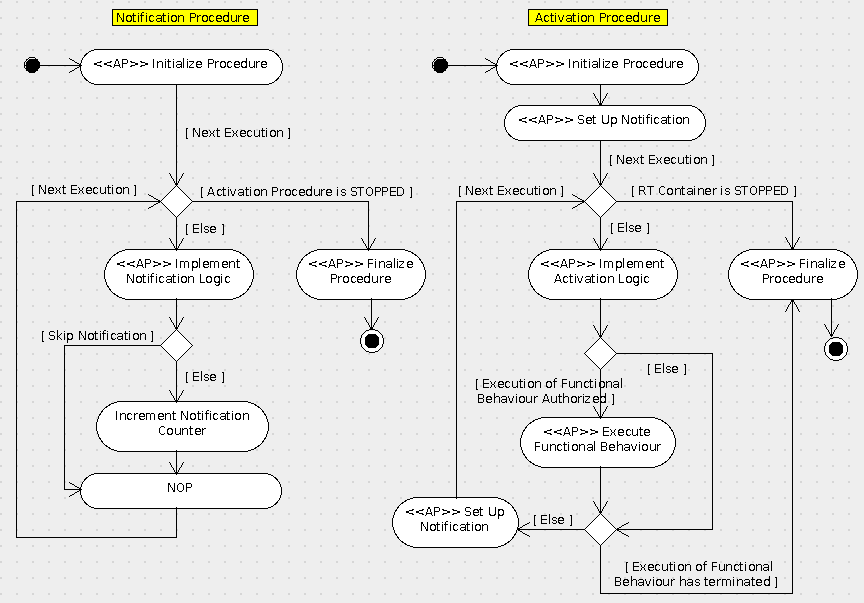 Notification Procedure
<<AP>> Initialize Procedure
[ Next Execution ]
[ Next Execution ]
[ Activation Procedure is STOPPED ]
[ Else ]
<<AP>> Implement
Notification Logic
<<AP>> Finalize
Procedure
[ Skip Notification ]
[ Else ]
Increment Notification
Counter
NOP
Activation Procedure
<<AP>> Initialize Procedure
<<AP>> Set Up Notification
[ Next Execution ]
[ Next Execution ]
[ RT Container is STOPPED ]
[ Else ]
<<AP>> Implement
Activation Logic
<<AP>> Finalize
Procedure
[ Else ]
[ Execution of Functional
Behaviour Authorized ]
<<AP>> Execute
Functional Behaviour
<<AP>> Set Up
Notification
[ Else ]
[ Execution of Functional
Behaviour has terminated ]